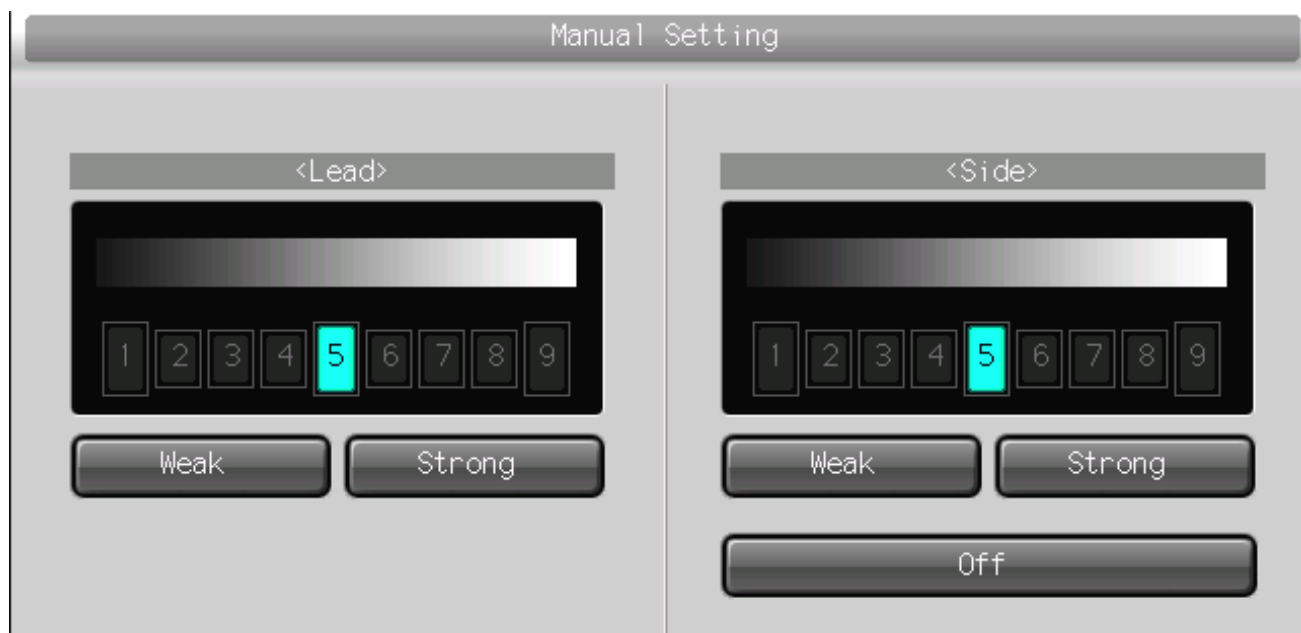 Manual Setting
<Lead>
1 2 3 4 5 6 7 8 9
Weak Strong
<Side>
1 2 3 4 5 6 7 8 9
Weak Strong
Off